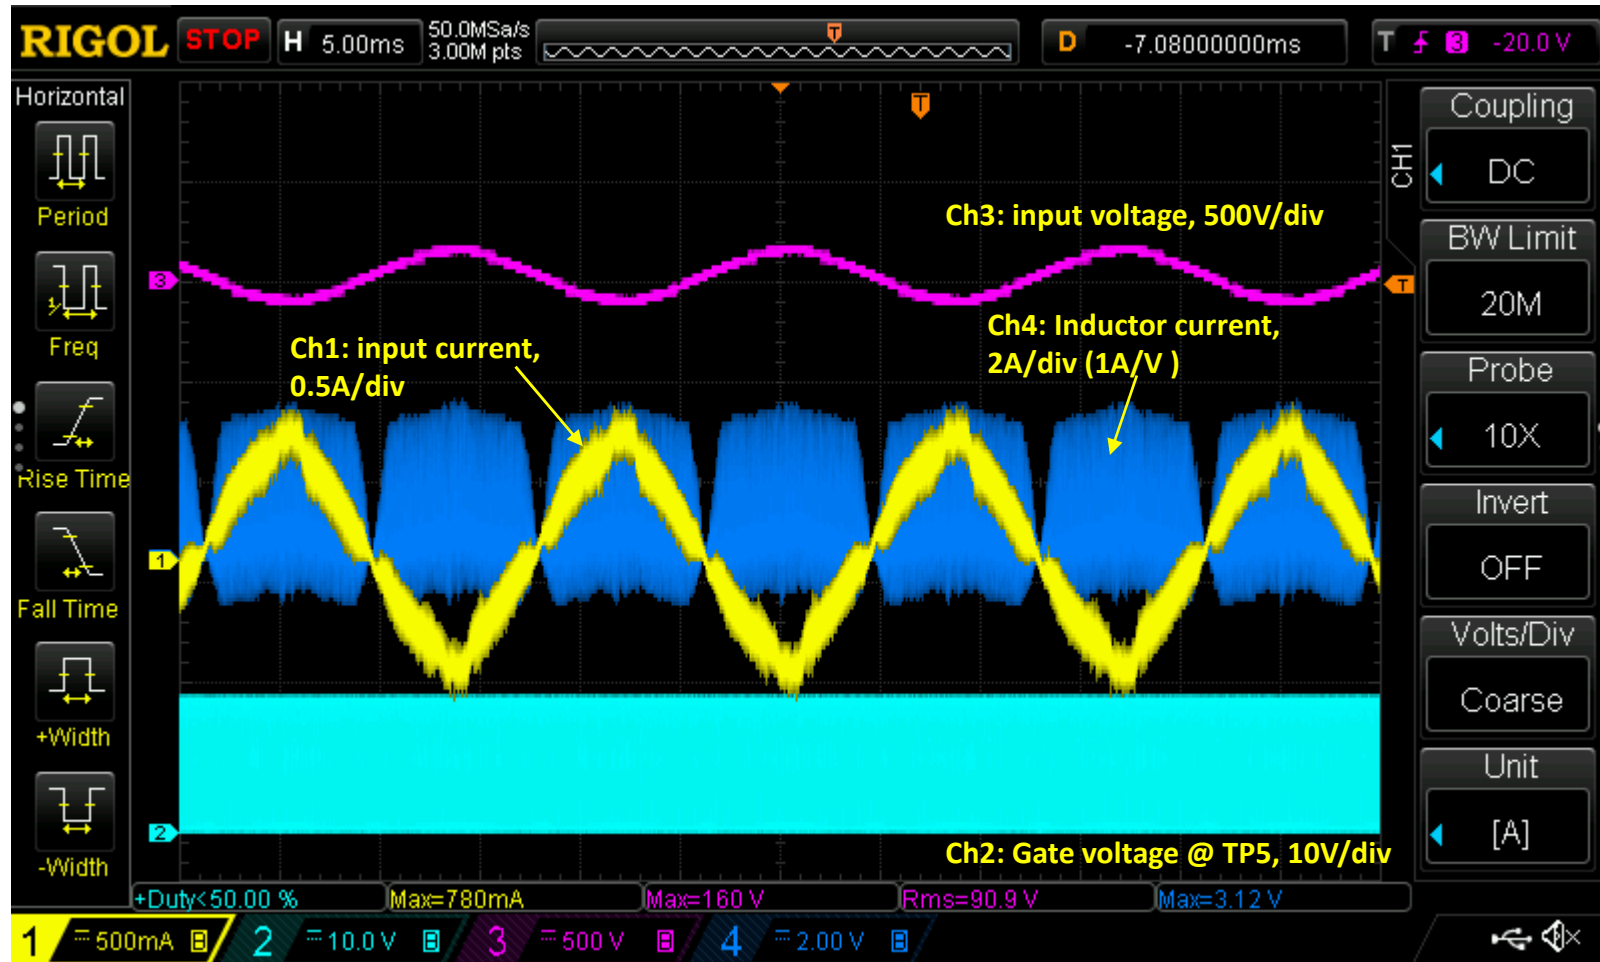 RIGOL STOP H 5.00ms 50.0MSa/s D -7.08000000ms T 3 -20.0 V
3.00M pts
T
Horizontal
Period
Freq
Rise Time
Fall Time
+Width
-Width
T
3
T
1
2
Ch3: input voltage, 500V/div
Ch1: input current,
0.5A/div
Ch4: Inductor current,
2A/div (1A/V )
Ch2: Gate voltage @ TP5, 10V/div
CH1
Coupling
DC
BW Limit
20M
Probe
10X
Invert
OFF
Volts/Div
Coarse
Unit
[A]
+Duty<50.00 % Max=780mA Max=160 V Rms=90.9 V Max=3.12 V
1 500mA B 2 10.0 V B 3 500 V B 4 2.00 V B